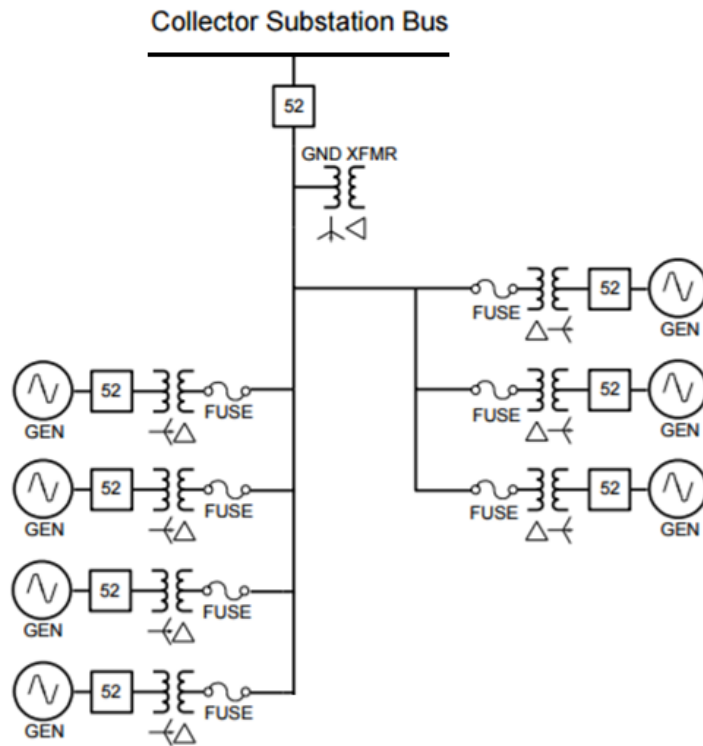 Collector Substation Bus
52
GND XFMR
52
FUSE
GEN
52
GEN
FUSE
52
FUSE
GEN
52
GEN
FUSE
52
FUSE
GEN
52
GEN
FUSE
52
GEN
FUSE